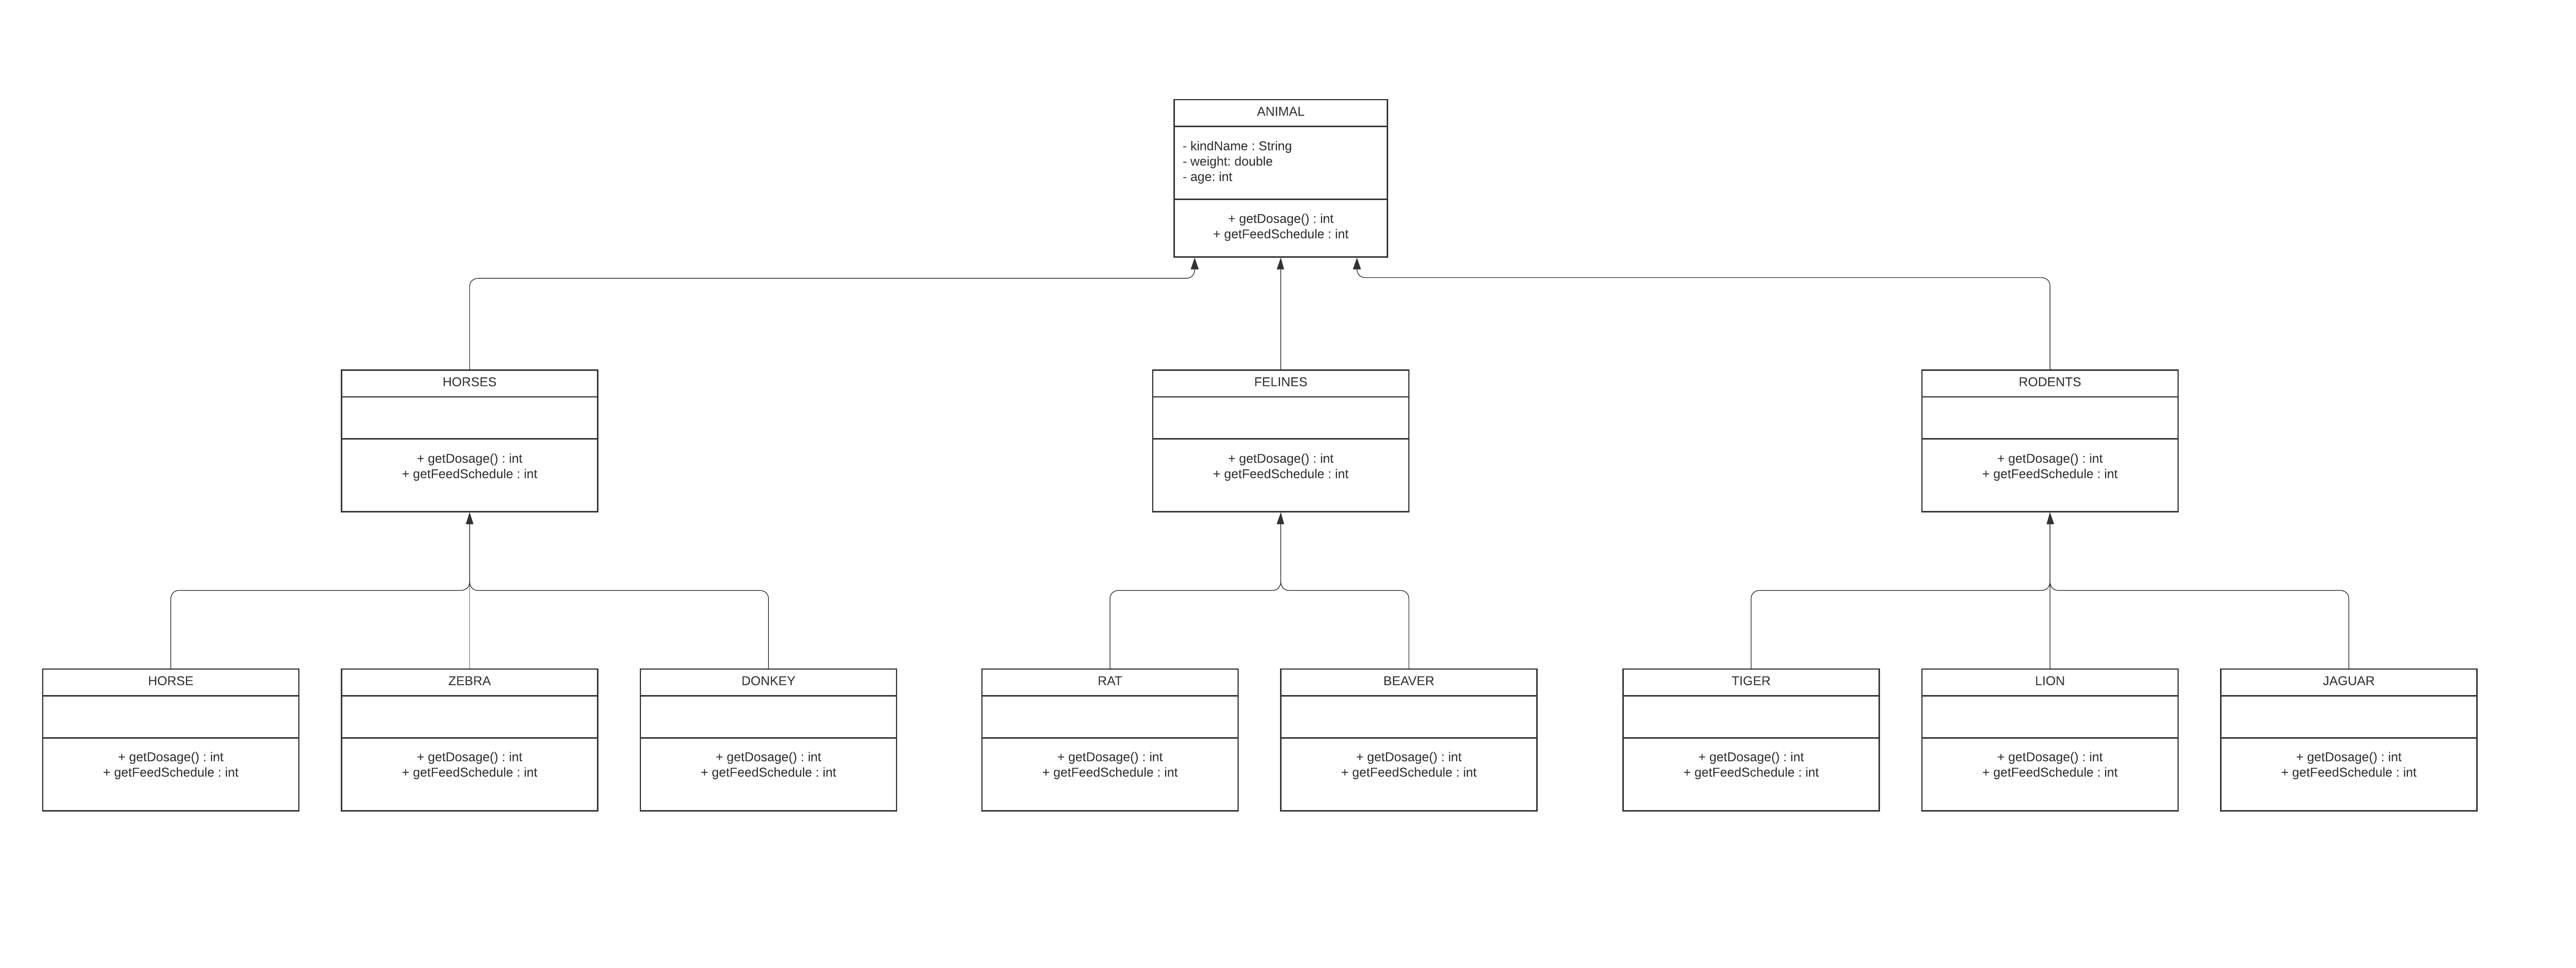 ANIMAL
- kindName : String
- weight: double
- age: int
+ getDosage() : int
+ getFeedSchedule : int
HORSES
+ getDosage() : int
+ getFeedSchedule : int
FELINES
+ getDosage() : int
+ getFeedSchedule : int
RODENTS
+ getDosage() : int
+ getFeedSchedule : int
HORSE
+ getDosage() : int
+ getFeedSchedule : int
ZEBRA
+ getDosage() : int
+ getFeedSchedule : int
DONKEY
+ getDosage() : int
+ getFeedSchedule : int
RAT
+ getDosage() : int
+ getFeedSchedule : int
BEAVER
+ getDosage() : int
+ getFeedSchedule : int
TIGER
+ getDosage() : int
+ getFeedSchedule : int
LION
+ getDosage() : int
+ getFeedSchedule : int
JAGUAR
+ getDosage() : int
+ getFeedSchedule : int